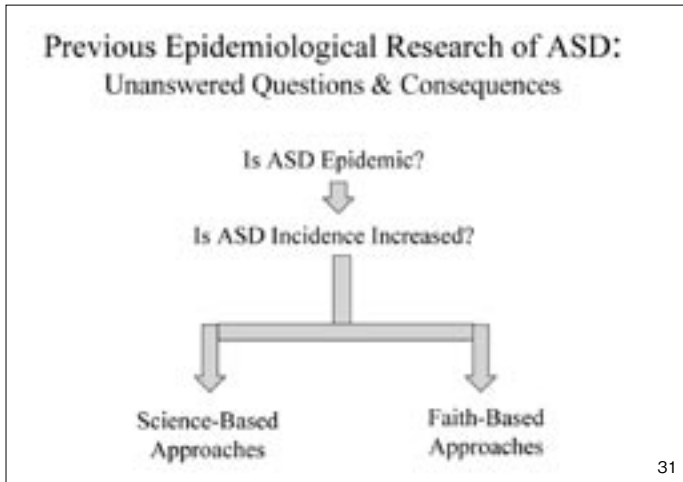 Previous Epidemiological Research of ASD:
Unanswered Questions & Consequences
Is ASD Epidemic?
Is ASD Incidence Increased?
Science-Based
Approaches
Faith-Based
Approaches
31